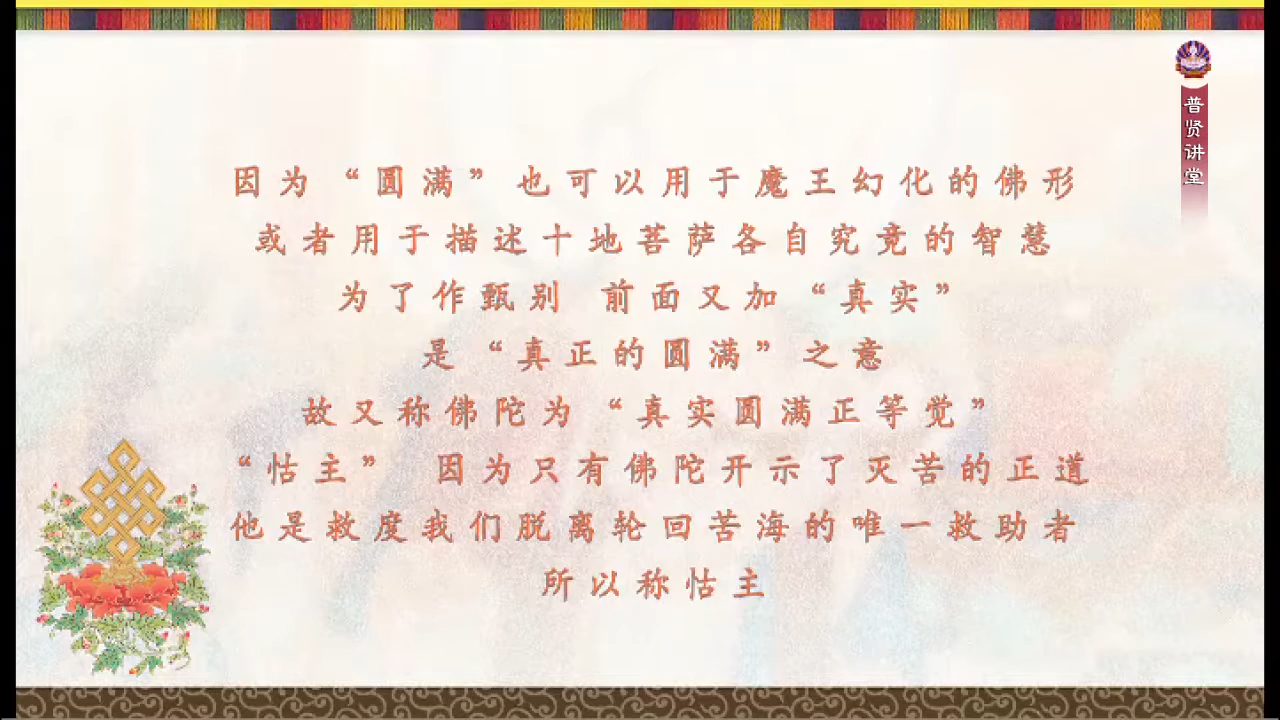 因为“圆满”也可以用于魔王幻化的佛形
或者用于描述十地菩萨各自究竟的智慧
为了作甄别 前面又加“真实”
是“真正的圆满”之意
故又称佛陀为“真实圆满正等觉”
“怙主” 因为只有佛陀开示了灭苦的正道
他是救度我们脱离轮回苦海的唯一救助者
所以称怙主
普贤讲堂